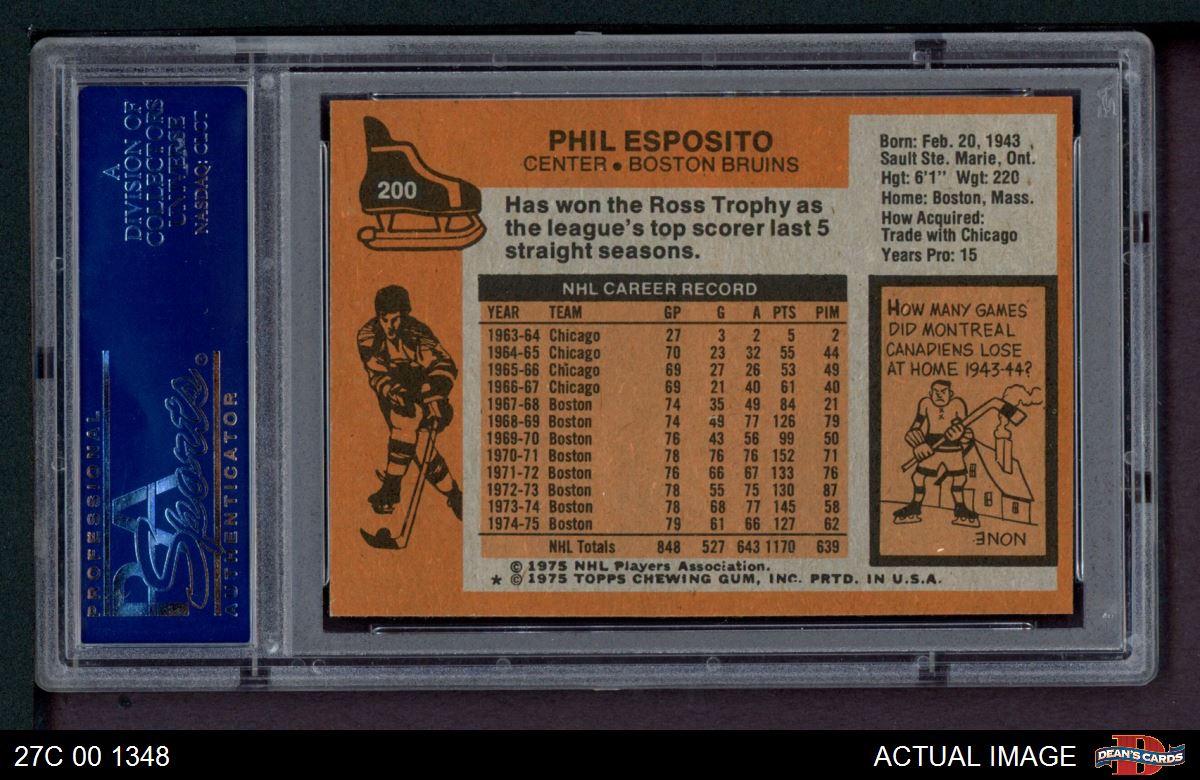 A
DIVISION OF
COLLECTORS
UNIVERSE
NASDAQ: CLCT
PROFESSIONAL
PSA
Sports®
AUTHENTICATOR
200
PHIL ESPOSITO
CENTER • BOSTON BRUINS
Has won the Ross Trophy as
the league's top scorer last 5
straight seasons.
Born: Feb. 20, 1943
Sault Ste. Marie, Ont.
Hgt: 6'1" Wgt: 220
Home: Boston, Mass.
How Acquired:
Trade with Chicago
Years Pro: 15
NHL CAREER RECORD
YEAR TEAM GP G A PTS PIM
1963-64 Chicago 27 3 2 5 2
1964-65 Chicago 70 23 32 55 44
1965-66 Chicago 69 27 26 53 49
1966-67 Chicago 69 21 40 61 40
1967-68 Boston 74 35 49 84 21
1968-69 Boston 74 49 77 126 79
1969-70 Boston 76 43 56 99 50
1970-71 Boston 78 76 76 152 71
1971-72 Boston 76 66 67 133 76
1972-73 Boston 78 55 75 130 87
1973-74 Boston 78 68 77 145 58
1974-75 Boston 79 61 66 127 62
NHL Totals 848 527 643 1170 639
© 1975 NHL Players Association.
★ © 1975 TOPPS CHEWING GUM, INC. PRTD. IN U.S.A.
HOW MANY GAMES
DID MONTREAL
CANADIENS LOSE
AT HOME 1943-44?
NONE
27C 00 1348
ACTUAL IMAGE
DEAN'S CARDS